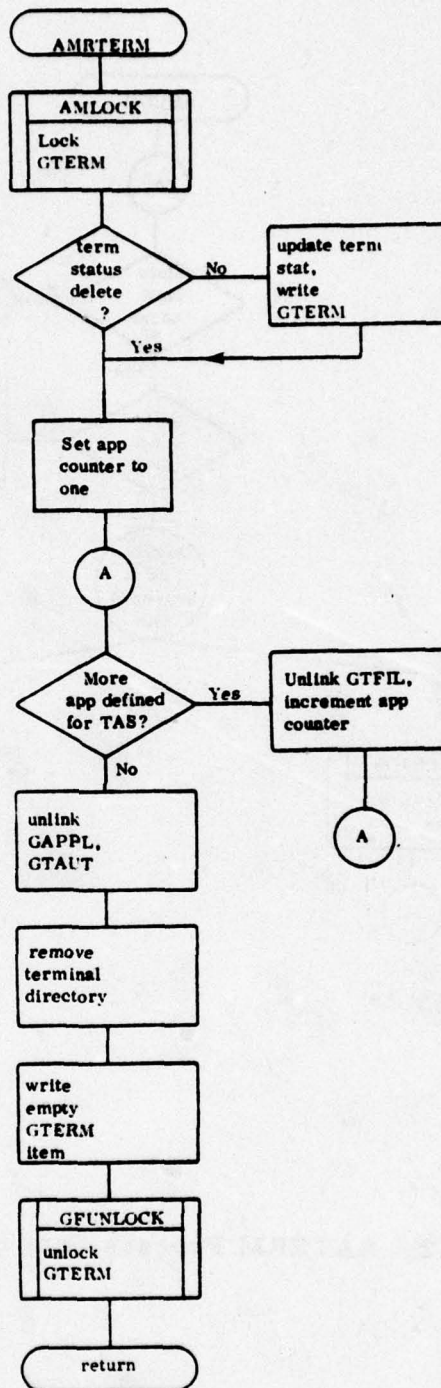 AMRTERM
AMLOCK
Lock
GTERM
term
status
delete
?
No
update term
stat,
write
GTERM
Yes
Set app
counter to
one
A
More
app defined
for TAS?
Yes
Unlink GTFIL,
increment app
counter
No
A
unlink
GAPPL,
GTAUT
remove
terminal
directory
write
empty
GTERM
item
GFUNLOCK
unlock
GTERM
return